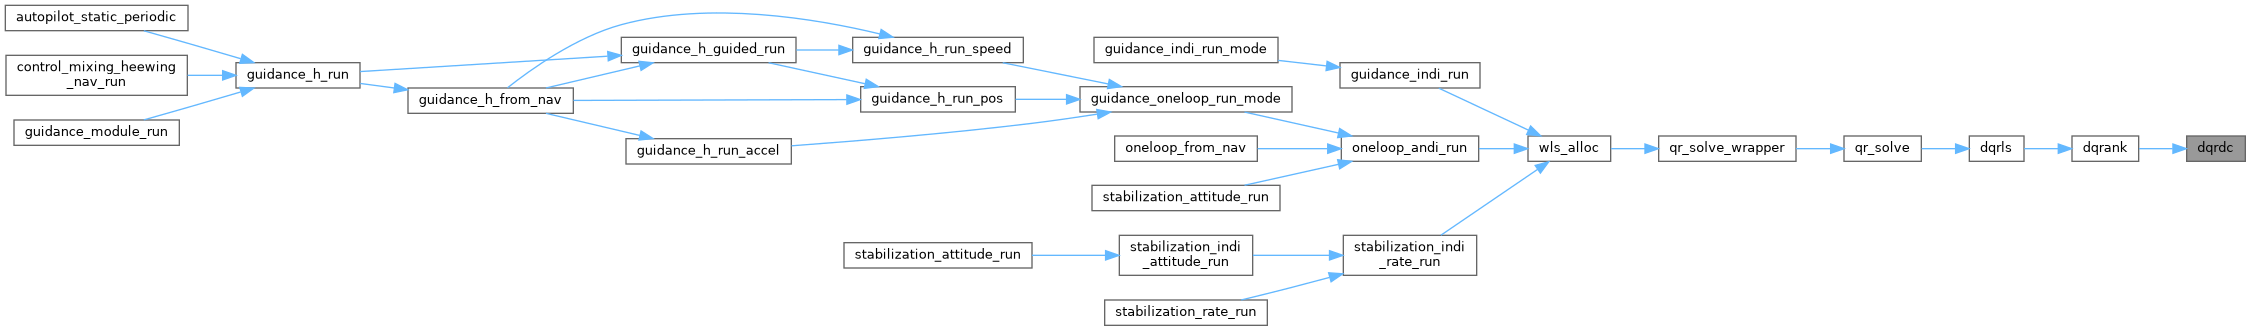 autopilot_static_periodic
control_mixing_heewing
_nav_run
guidance_module_run
guidance_h_run
guidance_h_from_nav
guidance_h_guided_run
guidance_h_run_accel
guidance_h_run_speed
guidance_h_run_pos
guidance_indi_run_mode
guidance_oneloop_run_mode
oneloop_from_nav
stabilization_attitude_run
stabilization_attitude_run
stabilization_indi
_attitude_run
stabilization_rate_run
guidance_indi_run
oneloop_andi_run
stabilization_indi
_rate_run
wls_alloc
qr_solve_wrapper
qr_solve
dqrls
dqrank
dqrdc